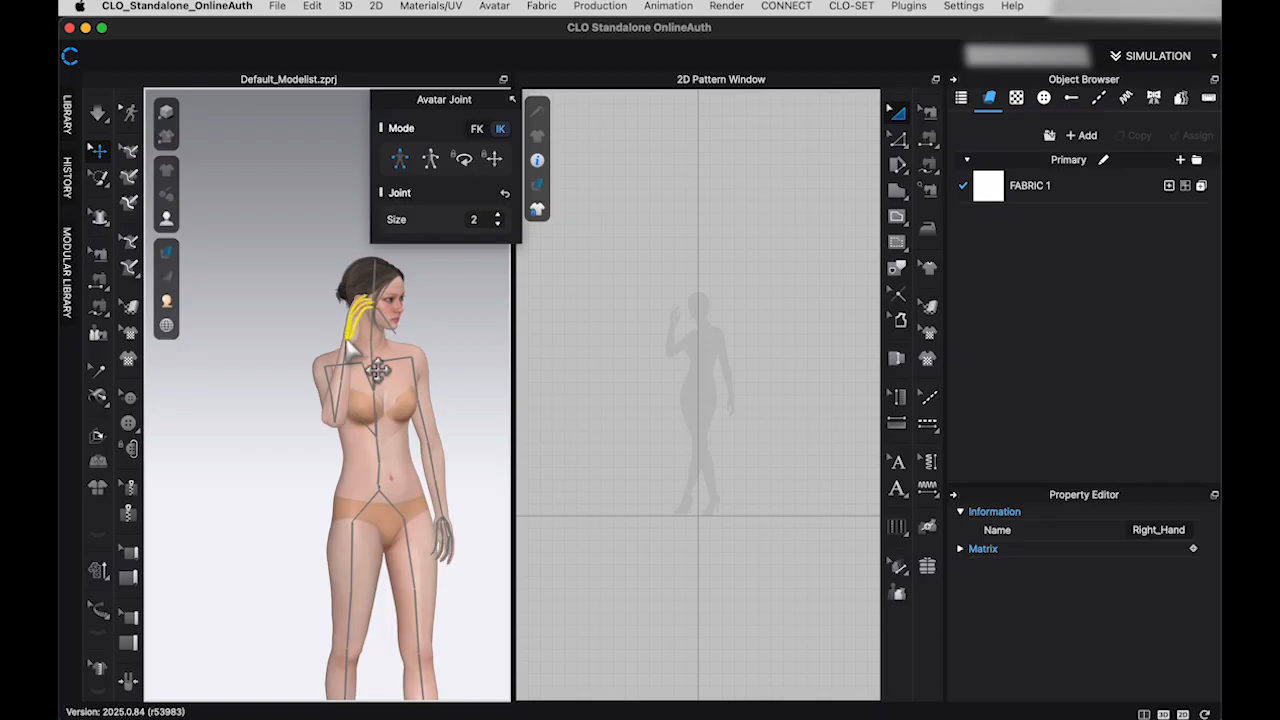 CLO_Standalone_OnlineAuth File Edit 3D 2D Materials/UV Avatar Fabric Production Animation Render CONNECT CLO-SET Plugins Settings Help
CLO Standalone OnlineAuth
SIMULATION
Default_Modelist.zprj
2D Pattern Window
Object Browser
LIBRARY
HISTORY
MODULAR LIBRARY
Avatar Joint
Mode FK IK
Joint
Size 2
+ Add Copy Assign
Primary
FABRIC 1
Property Editor
Information
Name Right_Hand
Matrix
Version: 2025.0.84 (r53983)
3D 2D